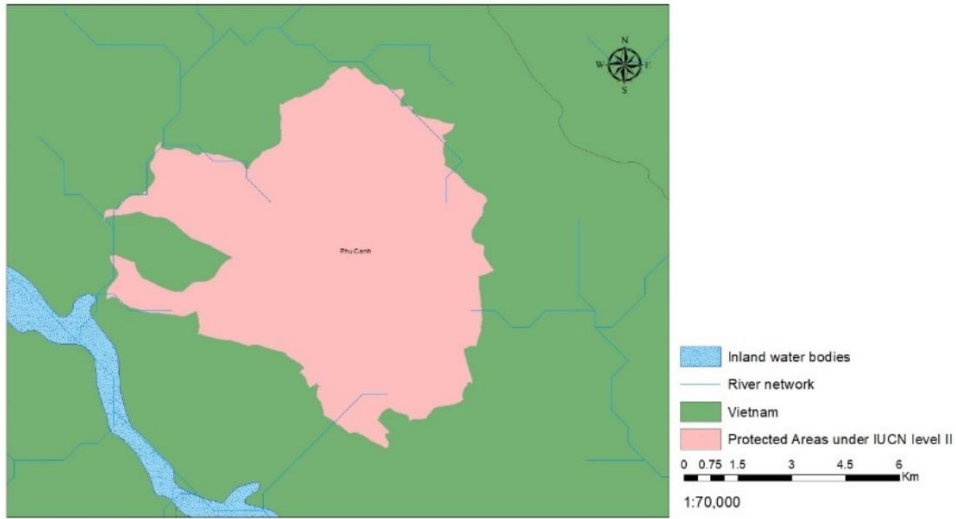 N
W E
S
Phu Canh
Inland water bodies
River network
Vietnam
Protected Areas under IUCN level II
0 0.75 1.5 3 4.5 6
Km
1:70,000